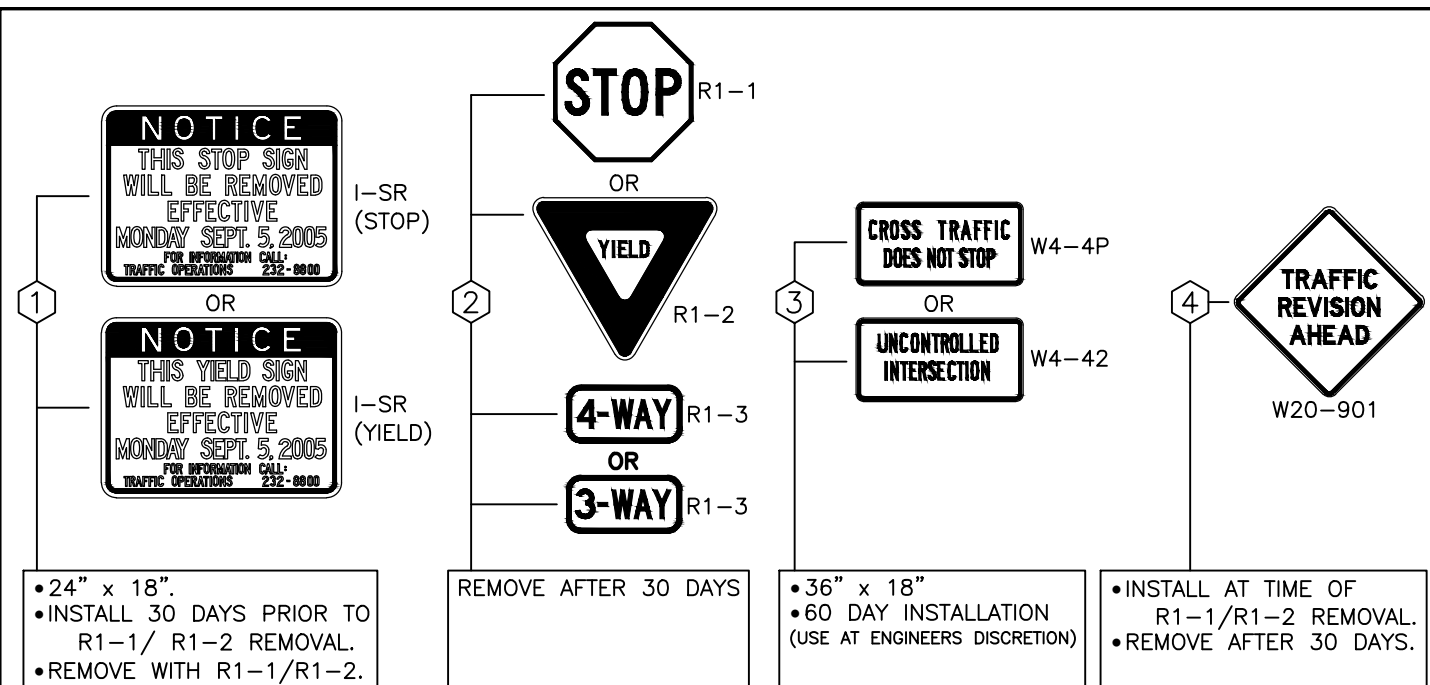 1
NOTICE
THIS STOP SIGN
WILL BE REMOVED
EFFECTIVE
MONDAY SEPT. 5, 2005
FOR INFORMATION CALL:
TRAFFIC OPERATIONS 232-8800
I-SR
(STOP)
OR
NOTICE
THIS YIELD SIGN
WILL BE REMOVED
EFFECTIVE
MONDAY SEPT. 5, 2005
FOR INFORMATION CALL:
TRAFFIC OPERATIONS 232-8800
I-SR
(YIELD)
•24" x 18".
•INSTALL 30 DAYS PRIOR TO
R1-1/ R1-2 REMOVAL.
•REMOVE WITH R1-1/R1-2.
2
STOP
R1-1
OR
YIELD
R1-2
4-WAY
R1-3
OR
3-WAY
R1-3
REMOVE AFTER 30 DAYS
3
CROSS TRAFFIC
DOES NOT STOP
W4-4P
OR
UNCONTROLLED
INTERSECTION
W4-42
•36" x 18"
•60 DAY INSTALLATION
(USE AT ENGINEERS DISCRETION)
4
TRAFFIC
REVISION
AHEAD
W20-901
•INSTALL AT TIME OF
R1-1/R1-2 REMOVAL.
•REMOVE AFTER 30 DAYS.